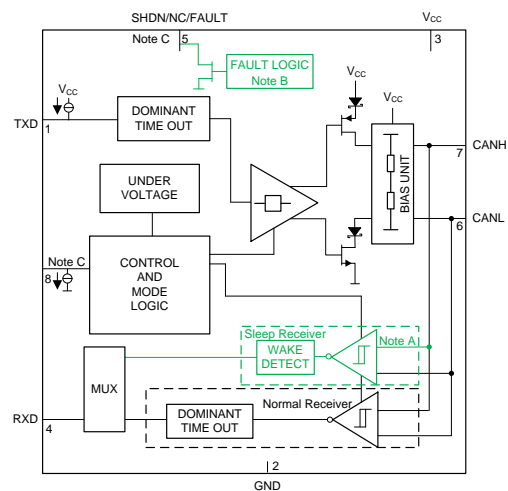 SHDN/NC/FAULT
VCC
Note C
5
3
FAULT LOGIC
Note B
VCC
VCC
TXD
1
DOMINANT
TIME OUT
VCC
BIAS UNIT
CANH
7
UNDER
VOLTAGE
CANL
6
Note C
8
CONTROL
AND
MODE
LOGIC
Sleep Receiver
Note A
WAKE
DETECT
MUX
Normal Receiver
RXD
4
DOMINANT
TIME OUT
2
GND